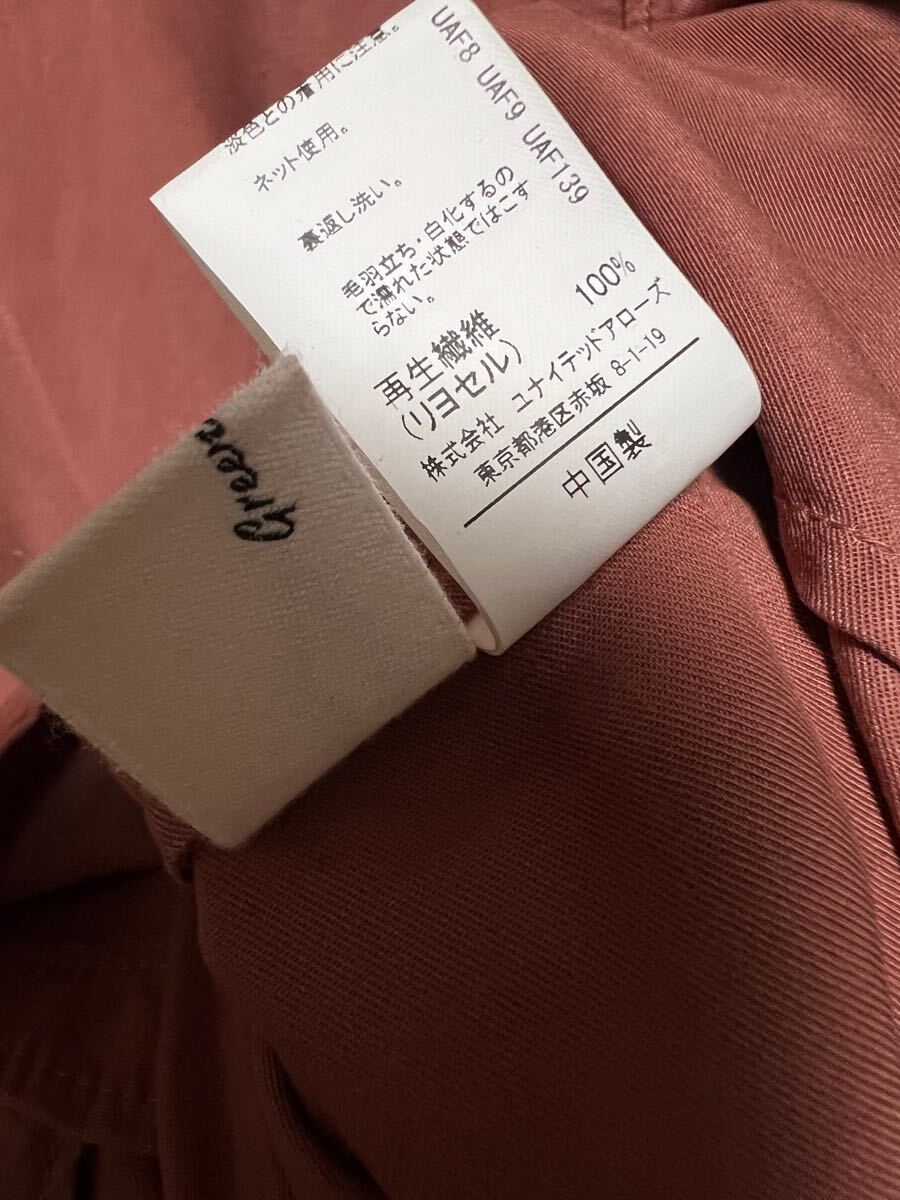 淡色との着用に注意。
ネット使用。
裏返し洗い。
毛羽立ち・白化するの
で濡れた状態ではこす
らない。
UAF8 UAF9 UAF139
再生繊維 100%
(リヨセル)
株式会社 ユナイテッドアローズ
東京都港区赤坂 8-1-19
中国製